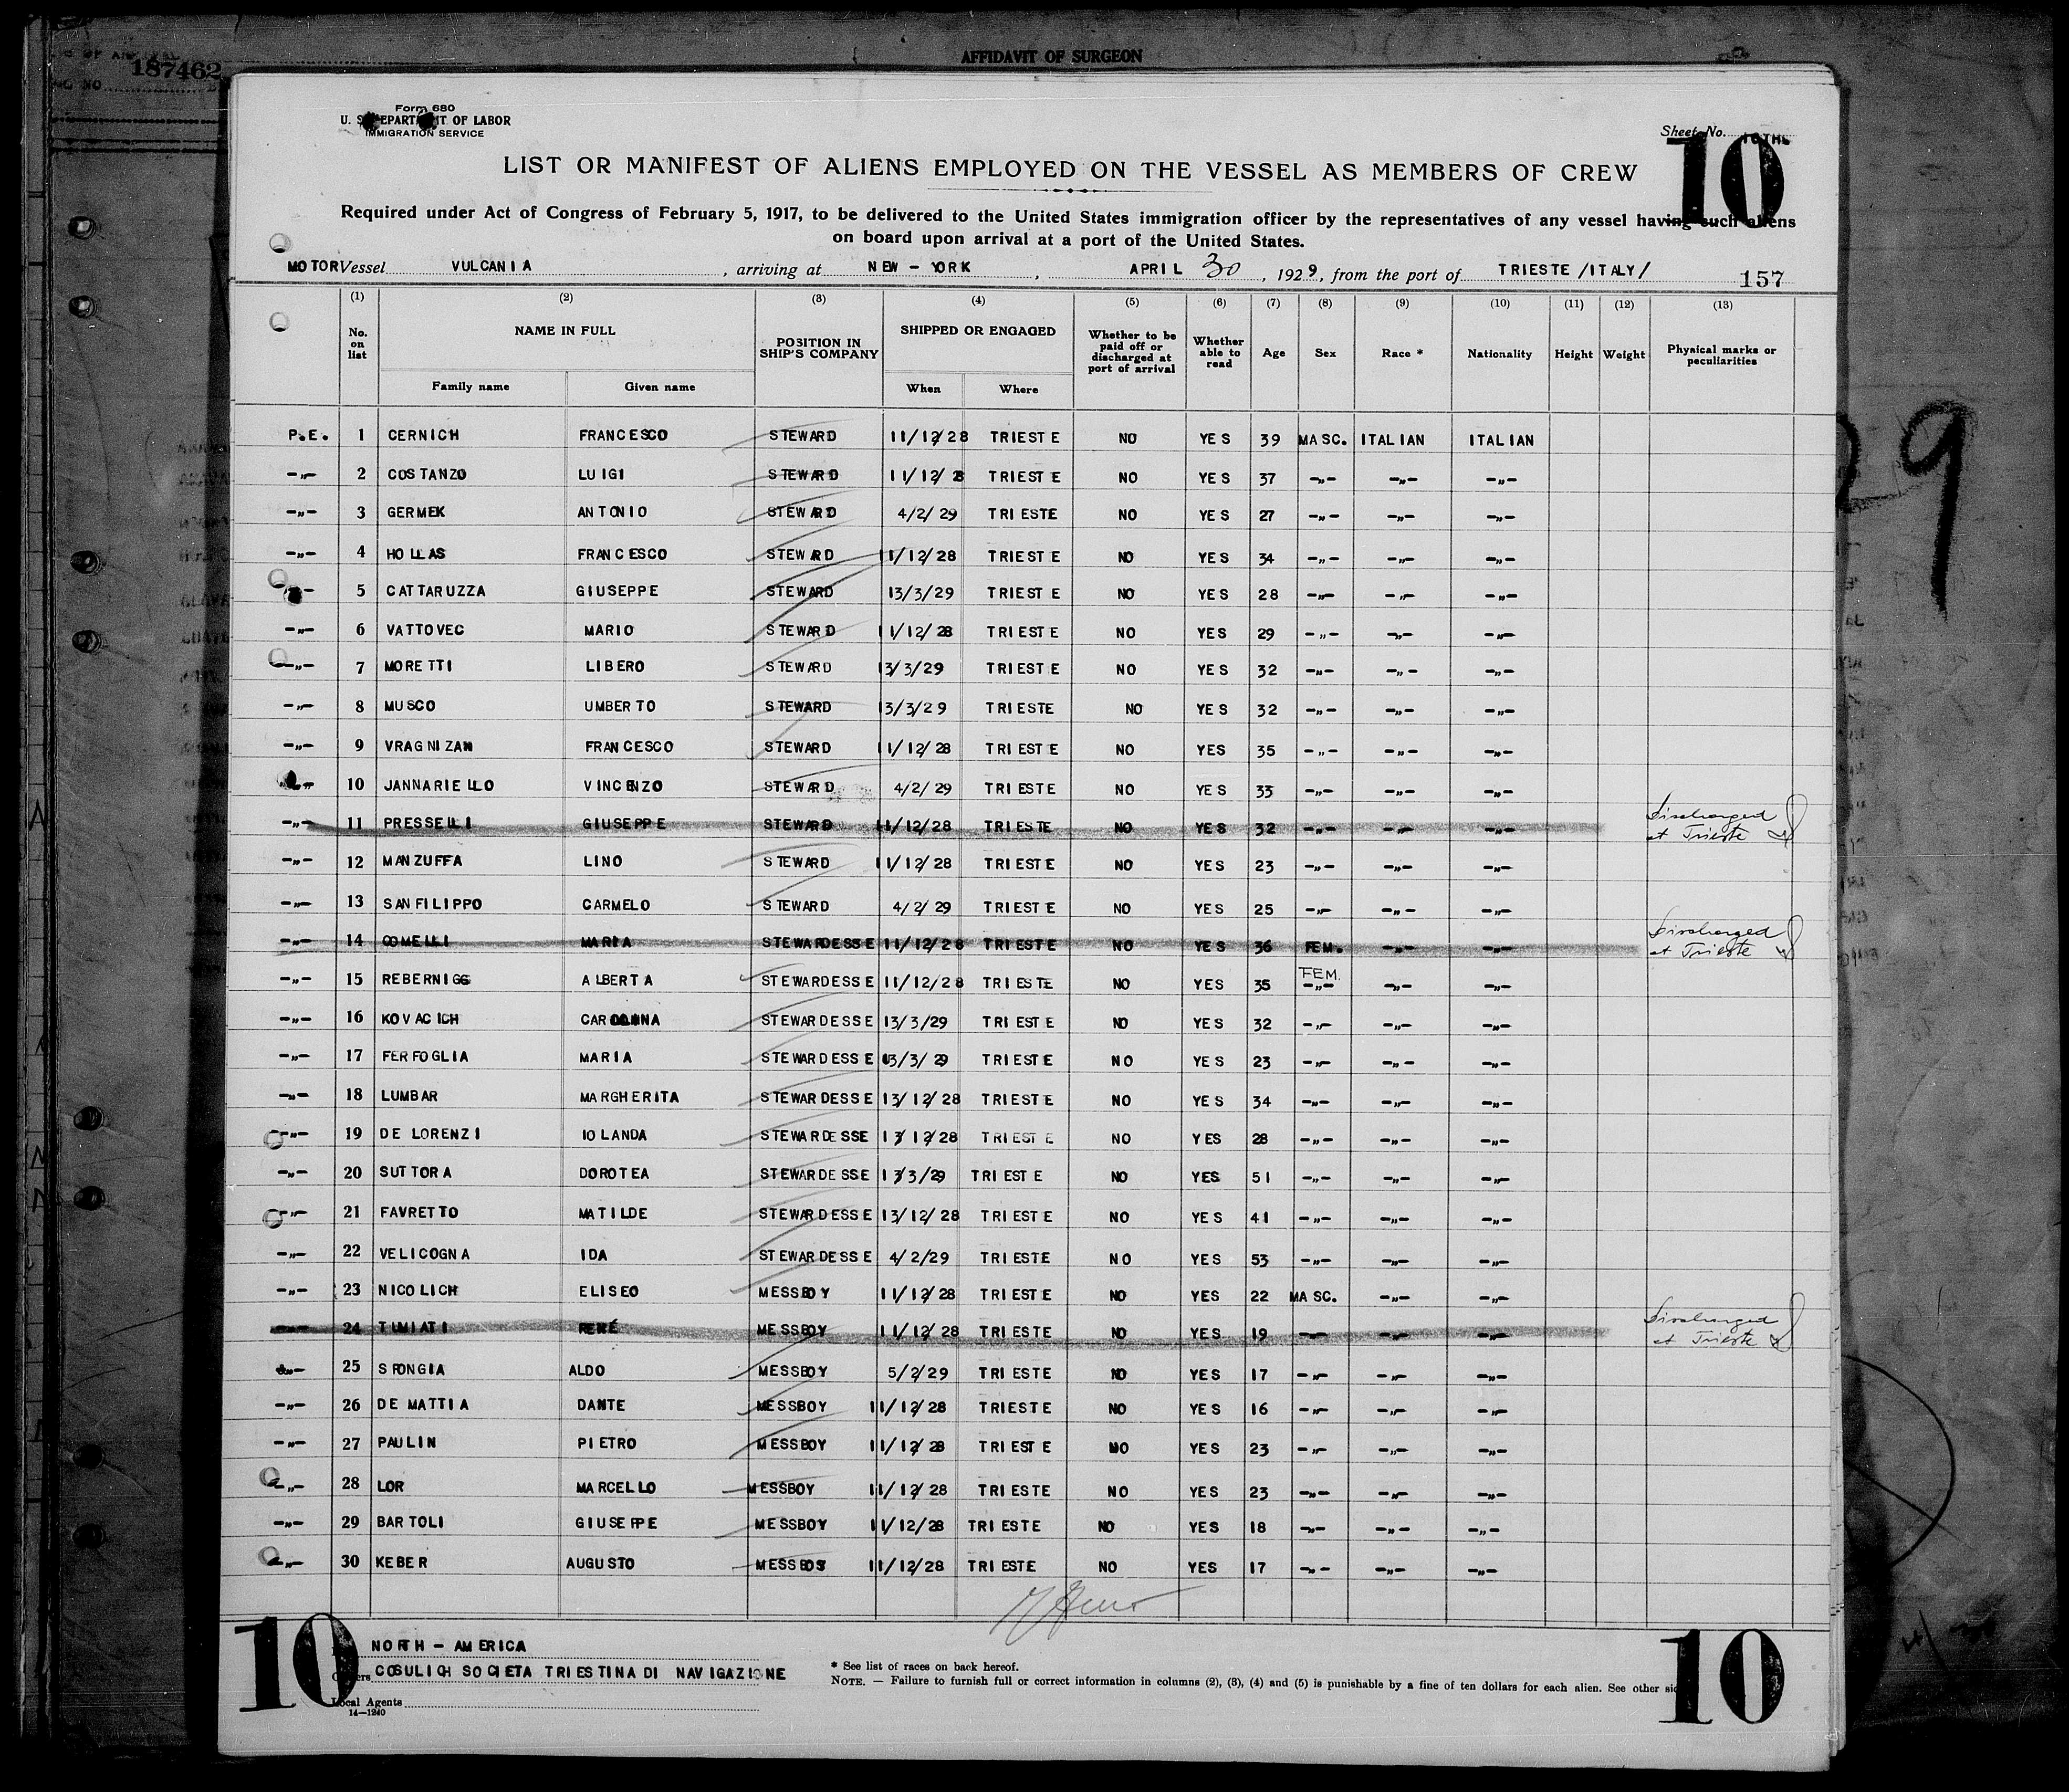 187462
AFFIDAVIT OF SURGEON
Form 680
U. S. DEPARTMENT OF LABOR
IMMIGRATION SERVICE
Sheet No. 10TH
10
LIST OR MANIFEST OF ALIENS EMPLOYED ON THE VESSEL AS MEMBERS OF CREW
Required under Act of Congress of February 5, 1917, to be delivered to the United States immigration officer by the representatives of any vessel having such aliens
on board upon arrival at a port of the United States.
MOTOR Vessel VULCANIA, arriving at NEW-YORK, APRIL 30, 1929, from the port of TRIESTE /ITALY/
157
(1) (2) (3) (4) (5) (6) (7) (8) (9) (10) (11) (12) (13)
No. on list NAME IN FULL POSITION IN SHIP'S COMPANY SHIPPED OR ENGAGED Whether to be paid off or discharged at port of arrival Whether able to read Age Sex Race * Nationality Height Weight Physical marks or peculiarities
Family name Given name When Where
P.E. 1 CERNICH FRANCESCO STEWARD 11/12/28 TRIESTE NO YES 39 MASC. ITALIAN ITALIAN
-"- 2 COSTANZO LUIGI STEWARD 11/12/28 TRIESTE NO YES 37 -"- -"- -"-
-"- 3 GERMEK ANTONIO STEWARD 4/2/29 TRIESTE NO YES 27 -"- -"- -"-
-"- 4 HOLLAS FRANCESCO STEWARD 11/12/28 TRIESTE NO YES 34 -"- -"- -"-
-"- 5 CATTARUZZA GIUSEPPE STEWARD 13/3/29 TRIESTE NO YES 28 -"- -"- -"-
-"- 6 VATTOVEC MARIO STEWARD 11/12/28 TRIESTE NO YES 29 -"- -"- -"-
-"- 7 MORETTI LIBERO STEWARD 13/3/29 TRIESTE NO YES 32 -"- -"- -"-
-"- 8 MUSCO UMBERTO STEWARD 13/3/29 TRIESTE NO YES 32 -"- -"- -"-
-"- 9 VRAGNIZAN FRANCESCO STEWARD 11/12/28 TRIESTE NO YES 35 -"- -"- -"-
-"- 10 JANNARIELLO VINCENZO STEWARD 4/2/29 TRIESTE NO YES 33 -"- -"- -"-
-"- 11 PRESSELLI GIUSEPPE STEWARD 11/12/28 TRIESTE NO YES 32 -"- -"- -"- Discharged at Trieste
-"- 12 MANZUFFA LINO STEWARD 11/12/28 TRIESTE NO YES 23 -"- -"- -"-
-"- 13 SANFILIPPO CARMELO STEWARD 4/2/29 TRIESTE NO YES 25 -"- -"- -"-
-"- 14 COMELLI MARIA STEWARDESSE 11/12/28 TRIESTE NO YES 36 FEM. -"- -"- Discharged at Trieste
-"- 15 REBERNIGG ALBERTA STEWARDESSE 11/12/28 TRIESTE NO YES 35 FEM. -"- -"- -"-
-"- 16 KOVACICH CAROLINA STEWARDESSE 13/3/29 TRIESTE NO YES 32 -"- -"- -"-
-"- 17 FERFOGLIA MARIA STEWARDESSE 13/3/29 TRIESTE NO YES 23 -"- -"- -"-
-"- 18 LUMBAR MARGHERITA STEWARDESSE 13/12/28 TRIESTE NO YES 34 -"- -"- -"-
-"- 19 DE LORENZI IOLANDA STEWARDESSE 13/12/28 TRIESTE NO YES 28 -"- -"- -"-
-"- 20 SUTTORA DOROTEA STEWARDESSE 13/3/29 TRIESTE NO YES 51 -"- -"- -"-
-"- 21 FAVRETTO MATILDE STEWARDESSE 13/12/28 TRIESTE NO YES 41 -"- -"- -"-
-"- 22 VELICOGNA IDA STEWARDESSE 4/2/29 TRIESTE NO YES 53 -"- -"- -"-
-"- 23 NICOLICH ELISEO MESSBOY 11/12/28 TRIESTE NO YES 22 MASC. -"- -"-
24 TUMIATI RENÉ MESSBOY 11/12/28 TRIESTE NO YES 19 -"- -"- -"- Discharged at Trieste
-"- 25 SPONGIA ALDO MESSBOY 5/2/29 TRIESTE NO YES 17 -"- -"- -"-
-"- 26 DE MATTIA DANTE MESSBOY 11/12/28 TRIESTE NO YES 16 -"- -"- -"-
-"- 27 PAULIN PIETRO MESSBOY 11/12/28 TRIESTE NO YES 23 -"- -"- -"-
-"- 28 LOR MARCELLO MESSBOY 11/12/28 TRIESTE NO YES 23 -"- -"- -"-
-"- 29 BARTOLI GIUSEPPE MESSBOY 11/12/28 TRIESTE NO YES 18 -"- -"- -"-
-"- 30 KEBER AUGUSTO MESSBOY 11/12/28 TRIESTE NO YES 17 -"- -"- -"-
10
10
NORTH-AMERICA
Owners COSULICH SOCIETA TRIESTINA DI NAVIGAZIONE
Local Agents
14—1240
* See list of races on back hereof.
NOTE. — Failure to furnish full or correct information in columns (2), (3), (4) and (5) is punishable by a fine of ten dollars for each alien. See other